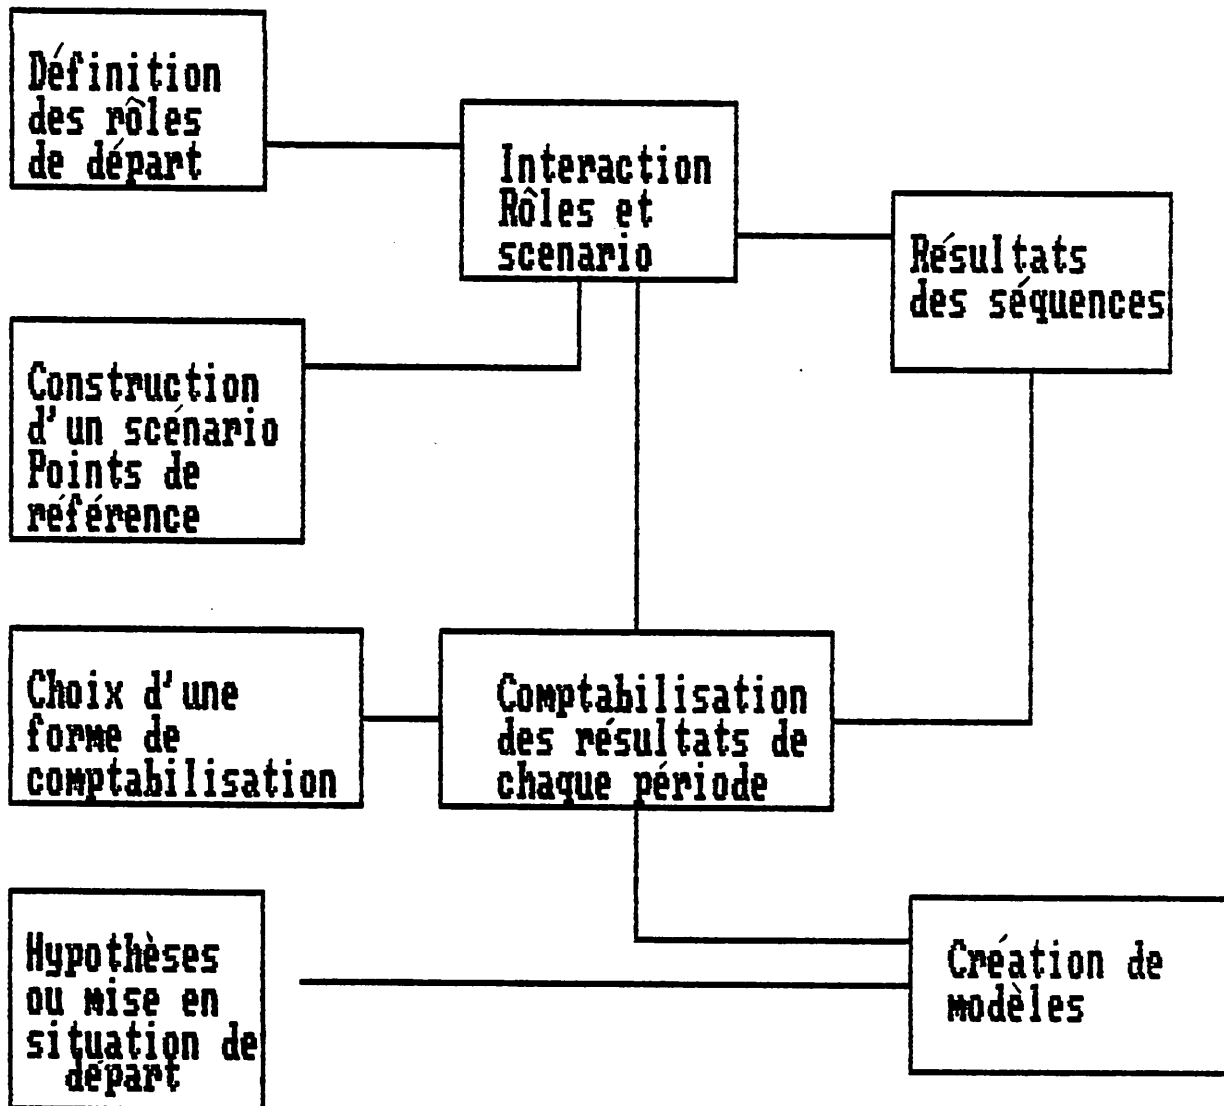 Définition
des rôles
de départ
Interaction
Rôles et
scenario
Résultats
des séquences
Construction
d'un scénario
Points de
référence
Choix d'une
forme de
comptabilisation
Comptabilisation
des résultats de
chaque période
Hypothèses
ou mise en
situation de
départ
Création de
modèles